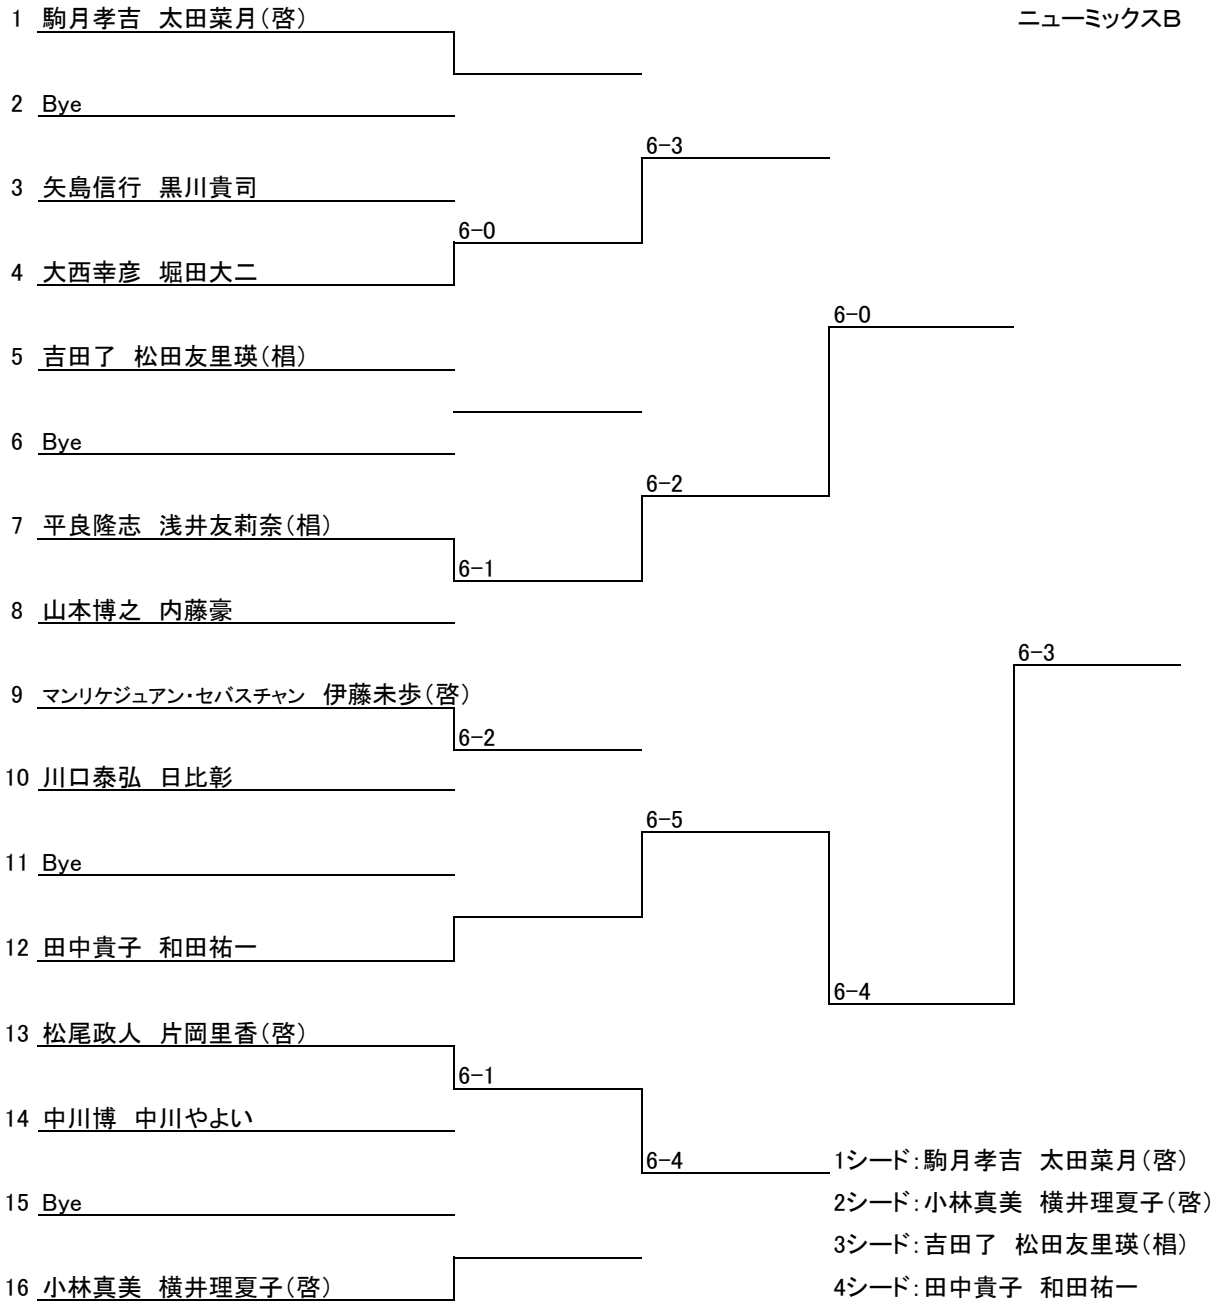 ニューミックスB
1 駒月孝吉 太田菜月(啓)
2 Bye
6-3
3 矢島信行 黒川貴司
6-0
4 大西幸彦 堀田大二
6-0
5 吉田了 松田友里瑛(椙)
6 Bye
6-2
7 平良隆志 浅井友莉奈(椙)
6-1
8 山本博之 内藤豪
6-3
9 マンリケジュアン・セバスチャン 伊藤未歩(啓)
6-2
10 川口泰弘 日比彰
6-5
11 Bye
12 田中貴子 和田祐一
6-4
13 松尾政人 片岡里香(啓)
6-1
14 中川博 中川やよい
6-4
15 Bye
16 小林真美 横井理夏子(啓)
1シード:駒月孝吉 太田菜月(啓)
2シード:小林真美 横井理夏子(啓)
3シード:吉田了 松田友里瑛(椙)
4シード:田中貴子 和田祐一